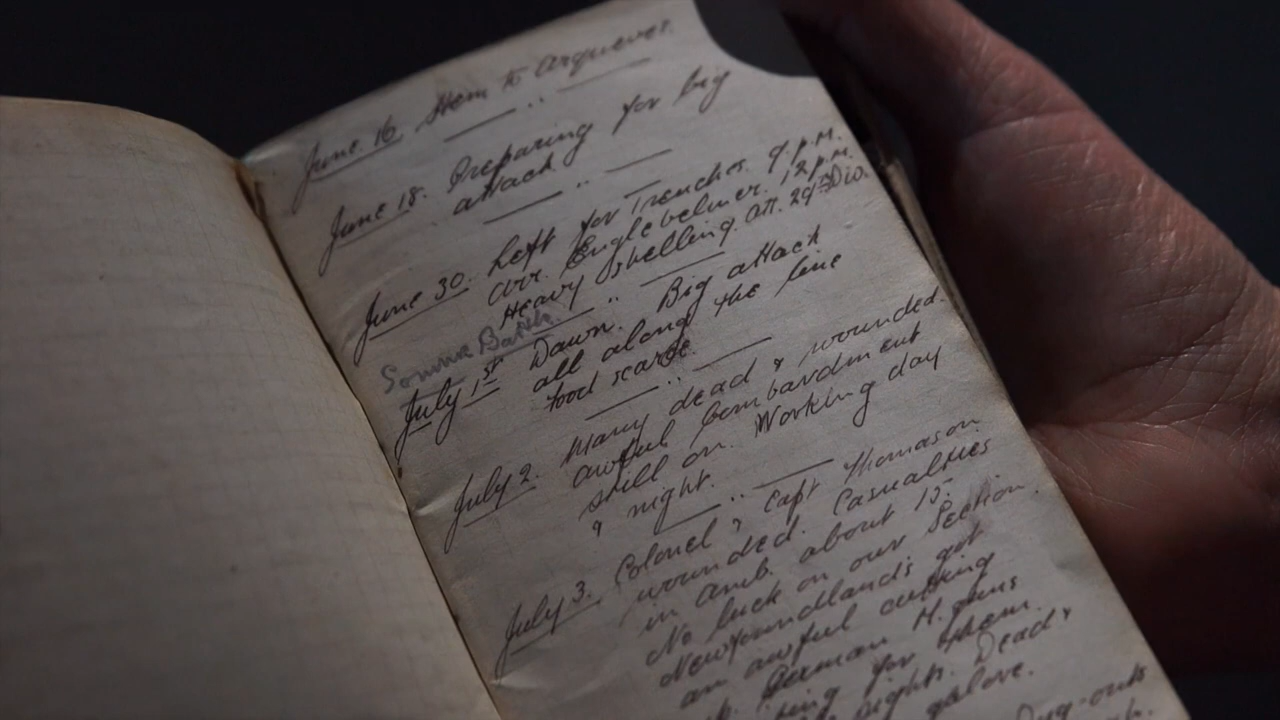 June. 16. Hem to Arqueves.
June 18. Preparing for big
attack
June 30. Left for Trenches. 9 p.m.
arr. Englebelmer. 12 p.m.
Heavy Shelling. Att. 29th Div.
Somme Battle.
July 1st Dawn. Big attack
all along the line
food scarce.
July 2. Many dead & wounded.
awful bombardment
still on. Working day
& night.
July 3. Colonel & Capt Thomason
wounded. Casualties
in amb. about 15.
No luck on our Section.
Newfoundlands got
an awful cutting
German M. guns
for them.
nights. Dead &
galore.
Dug-outs